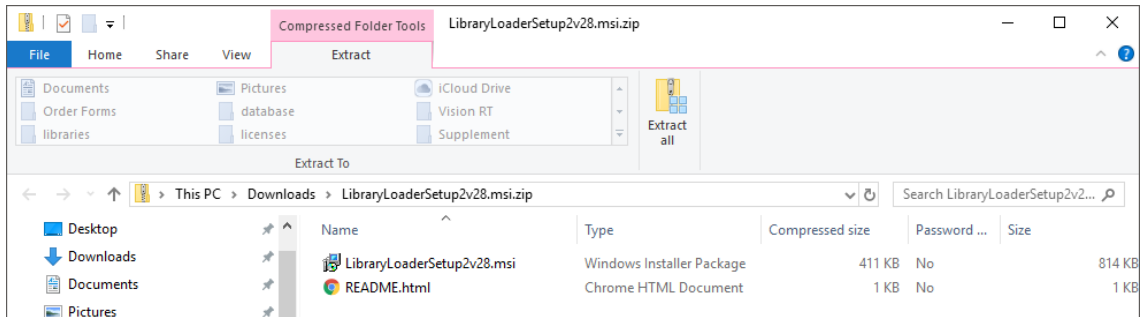 Compressed Folder Tools LibraryLoaderSetup2v28.msi.zip
File Home Share View Extract
Documents Pictures iCloud Drive
Order Forms database Vision RT
libraries licenses Supplement
Extract all
Extract To
This PC > Downloads > LibraryLoaderSetup2v28.msi.zip Search LibraryLoaderSetup2v2...
Desktop Name Type Compressed size Password ... Size
Downloads LibraryLoaderSetup2v28.msi Windows Installer Package 411 KB No 814 KB
Documents README.html Chrome HTML Document 1 KB No 1 KB
Pictures